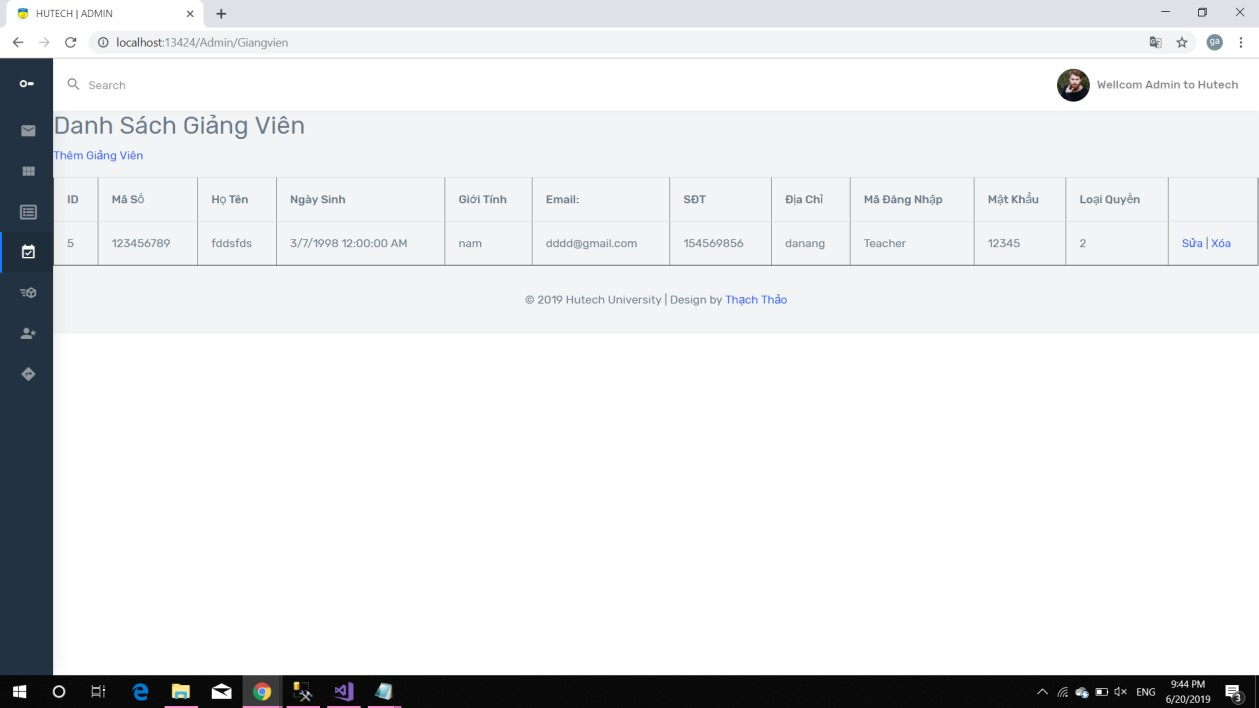 HUTECH | ADMIN
localhost:13424/Admin/Giangvien
ga
Search
Wellcom Admin to Hutech
Danh Sách Giảng Viên
Thêm Giảng Viên
ID Mã Số Họ Tên Ngày Sinh Giới Tính Email: SĐT Địa Chỉ Mã Đăng Nhập Mật Khẩu Loại Quyền
5 123456789 fddsfds 3/7/1998 12:00:00 AM nam dddd@gmail.com 154569856 danang Teacher 12345 2 Sửa | Xóa
© 2019 Hutech University | Design by Thạch Thảo
ENG
9:44 PM
6/20/2019
3